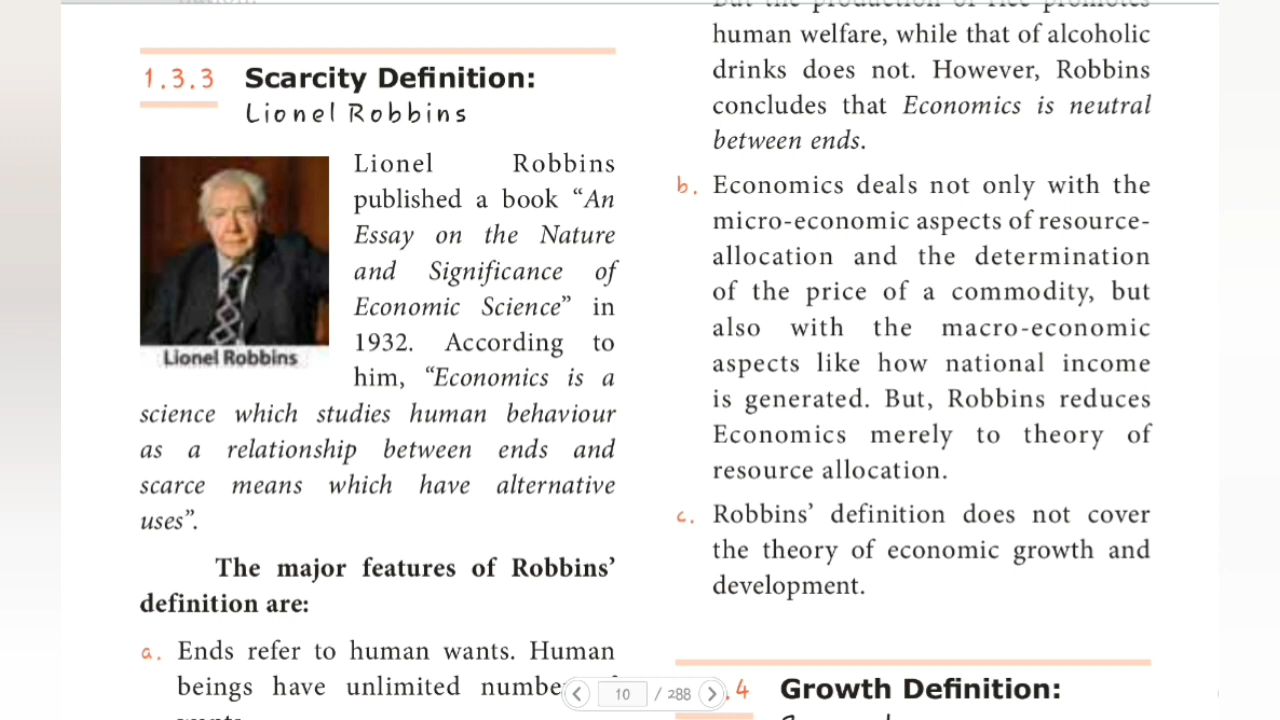 1.3.3 Scarcity Definition:
Lionel Robbins
Lionel Robbins
Lionel Robbins
published a book “An
Essay on the Nature
and Significance of
Economic Science” in
1932. According to
him, “Economics is a
science which studies human behaviour
as a relationship between ends and
scarce means which have alternative
uses”.
The major features of Robbins’
definition are:
a. Ends refer to human wants. Human
beings have unlimited
human welfare, while that of alcoholic
drinks does not. However, Robbins
concludes that Economics is neutral
between ends.
b. Economics deals not only with the
micro-economic aspects of resource-
allocation and the determination
of the price of a commodity, but
also with the macro-economic
aspects like how national income
is generated. But, Robbins reduces
Economics merely to theory of
resource allocation.
c. Robbins’ definition does not cover
the theory of economic growth and
development.
.4 Growth Definition:
10 / 288